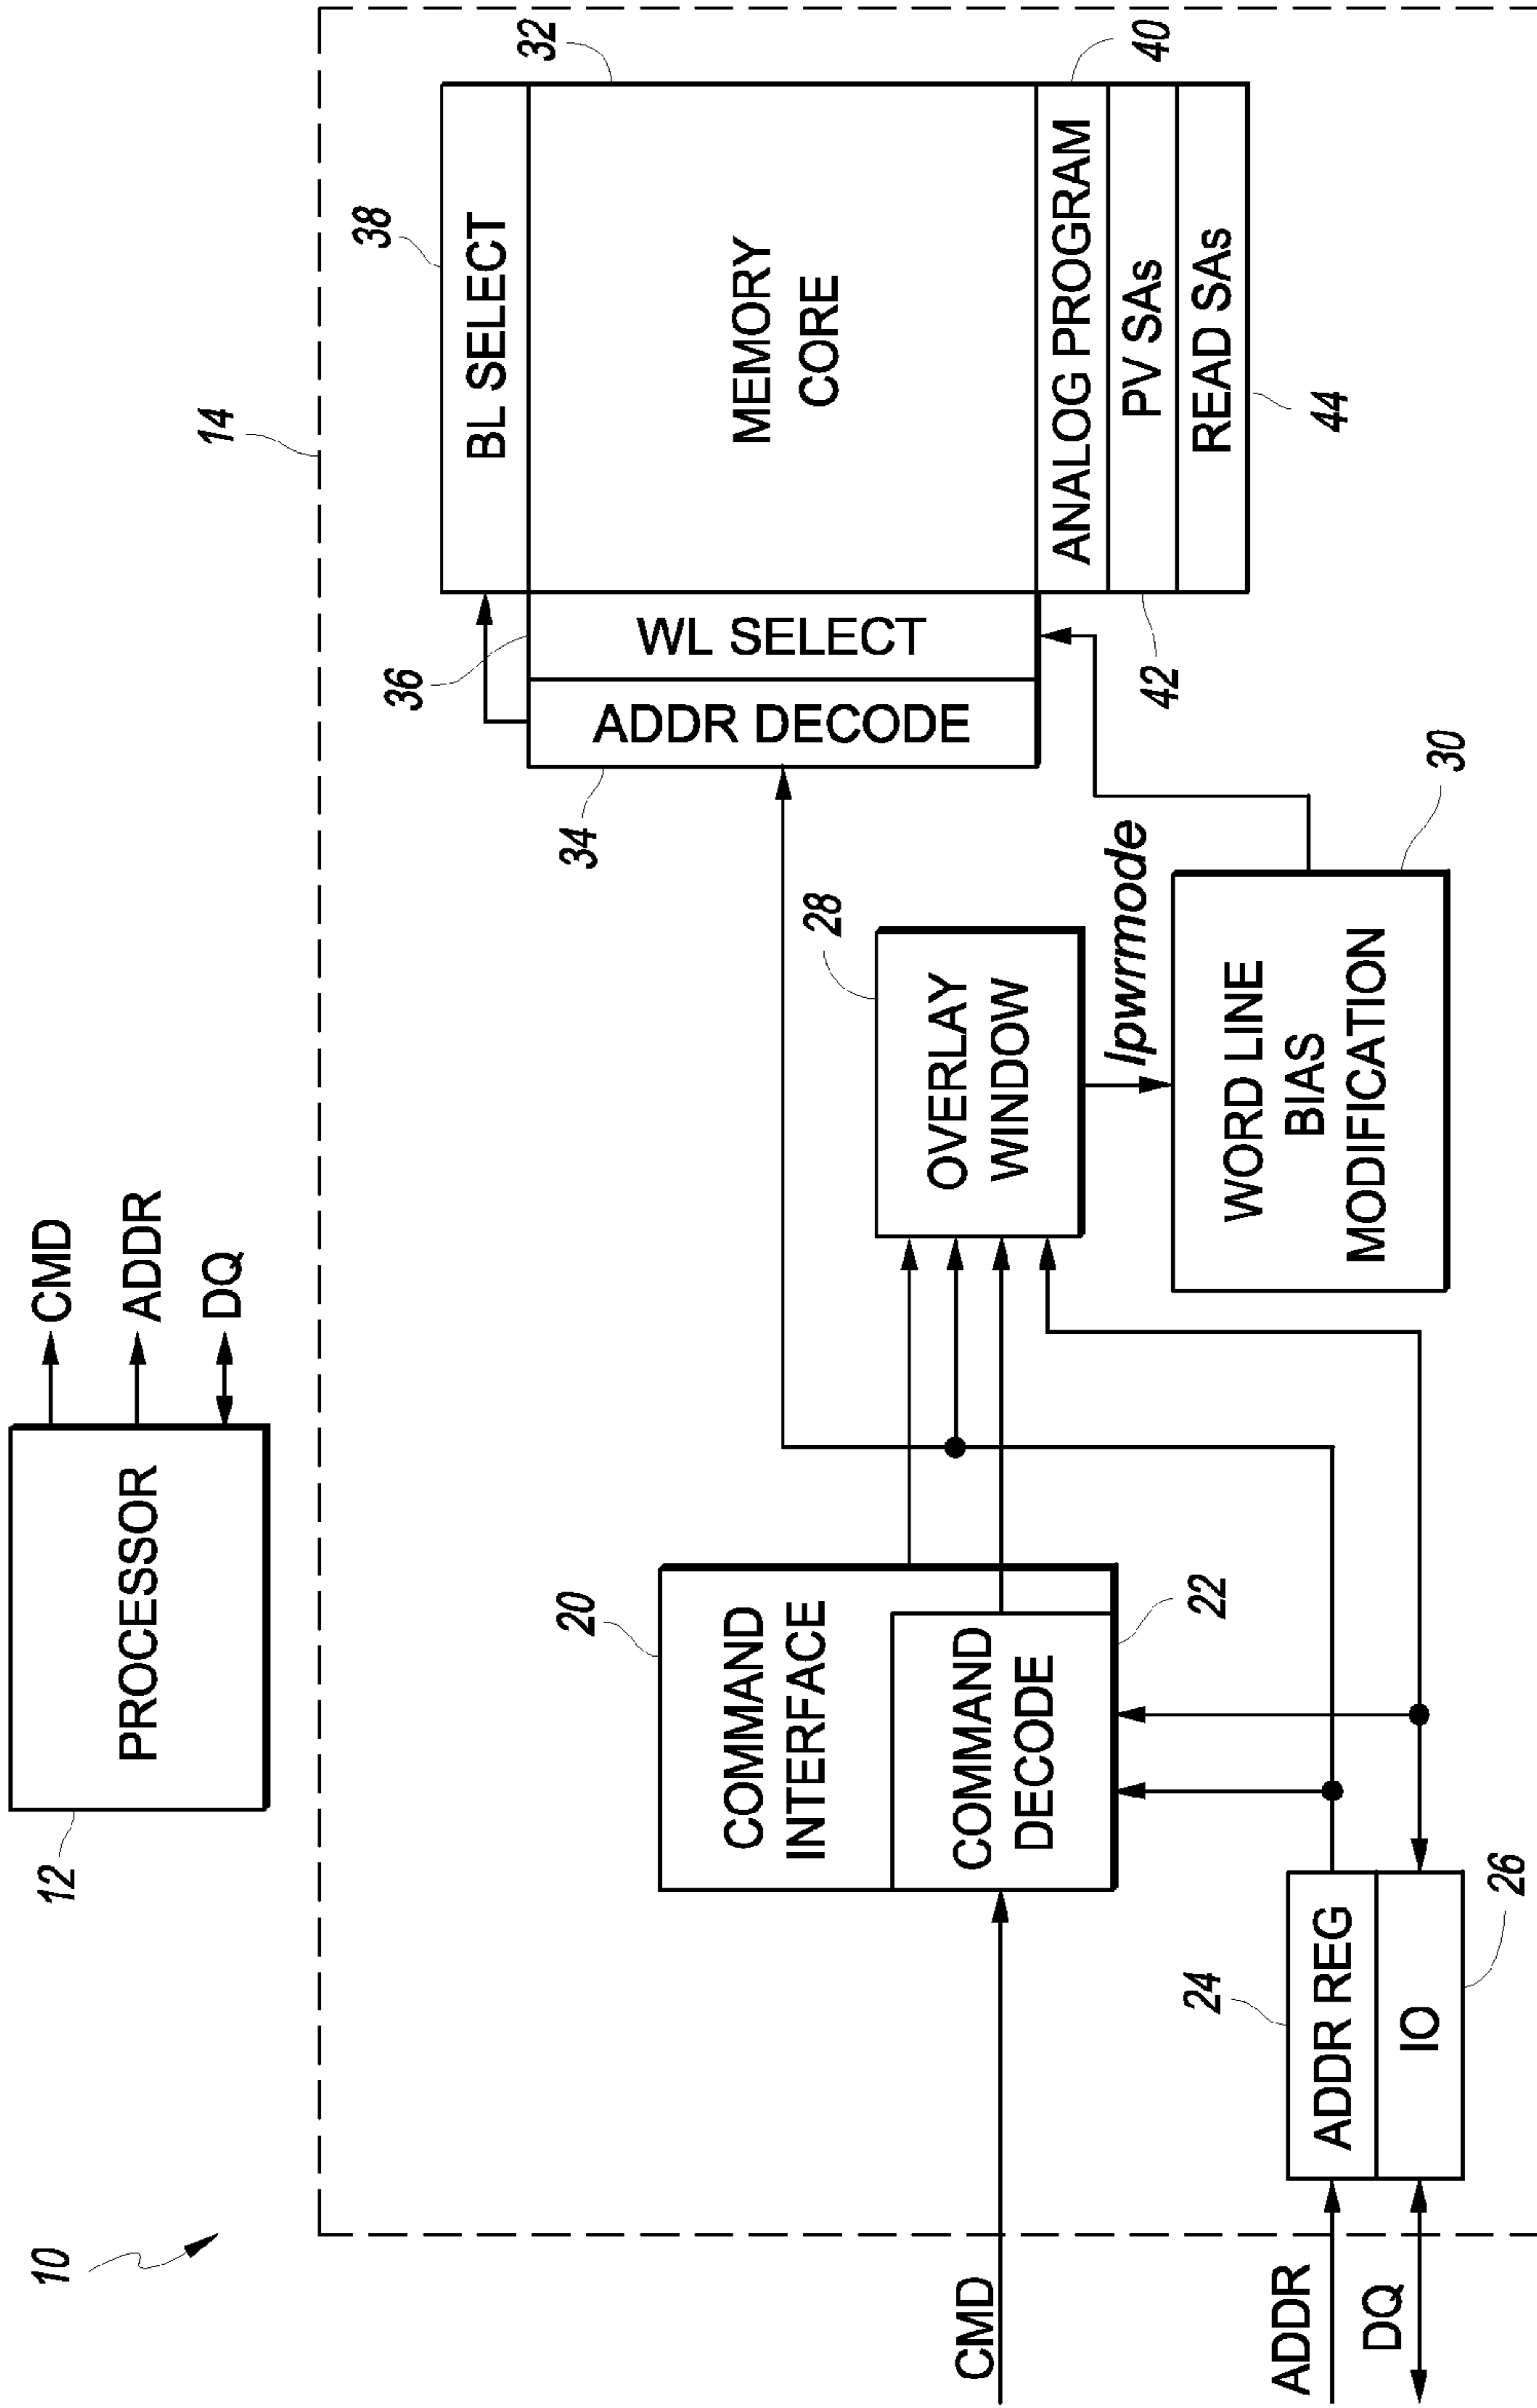 10
12
PROCESSOR
CMD
ADDR
DQ
14
CMD
ADDR
DQ
20
COMMAND
INTERFACE
COMMAND
DECODE
22
24
ADDR REG
IO
26
28
OVERLAY
WINDOW
lpwrmode
WORD LINE
BIAS
MODIFICATION
30
34
ADDR DECODE
36
WL SELECT
38
BL SELECT
32
MEMORY
CORE
ANALOG PROGRAM
40
PV SAs
42
READ SAs
44